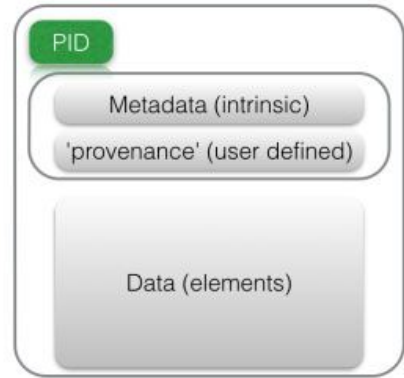 PID
Metadata (intrinsic)
'provenance' (user defined)
Data (elements)